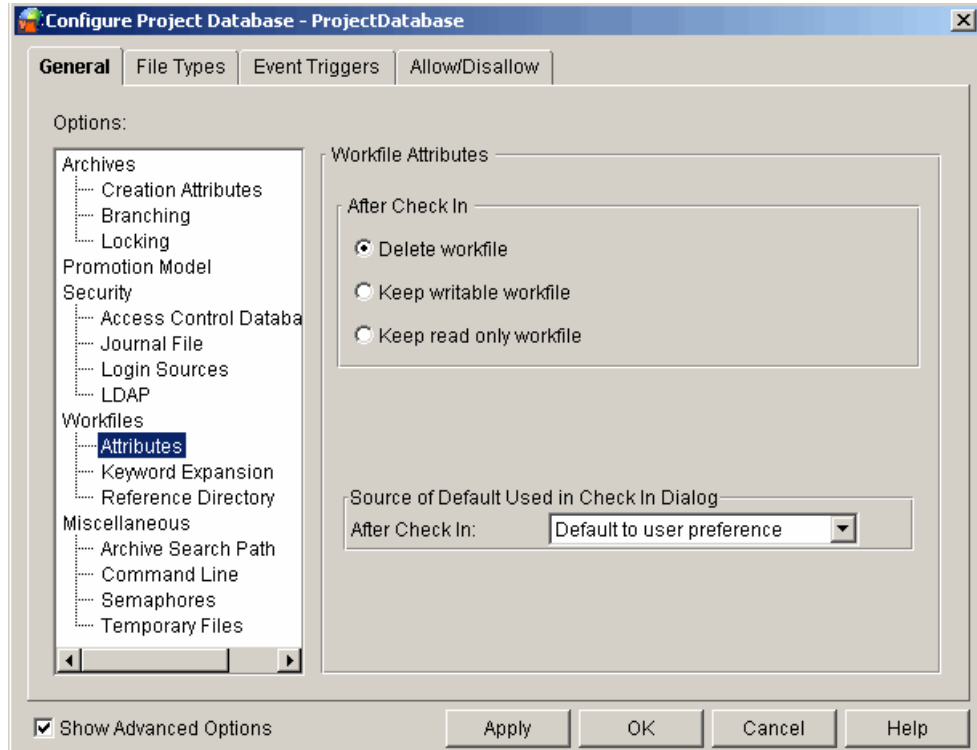 Configure Project Database - ProjectDatabase
General
File Types
Event Triggers
Allow/Disallow
Options:
Archives
Creation Attributes
Branching
Locking
Promotion Model
Security
Access Control Databa
Journal File
Login Sources
LDAP
Workfiles
Attributes
Keyword Expansion
Reference Directory
Miscellaneous
Archive Search Path
Command Line
Semaphores
Temporary Files
Workfile Attributes
After Check In
Delete workfile
Keep writable workfile
Keep read only workfile
Source of Default Used in Check In Dialog
After Check In: Default to user preference
Show Advanced Options
Apply
OK
Cancel
Help